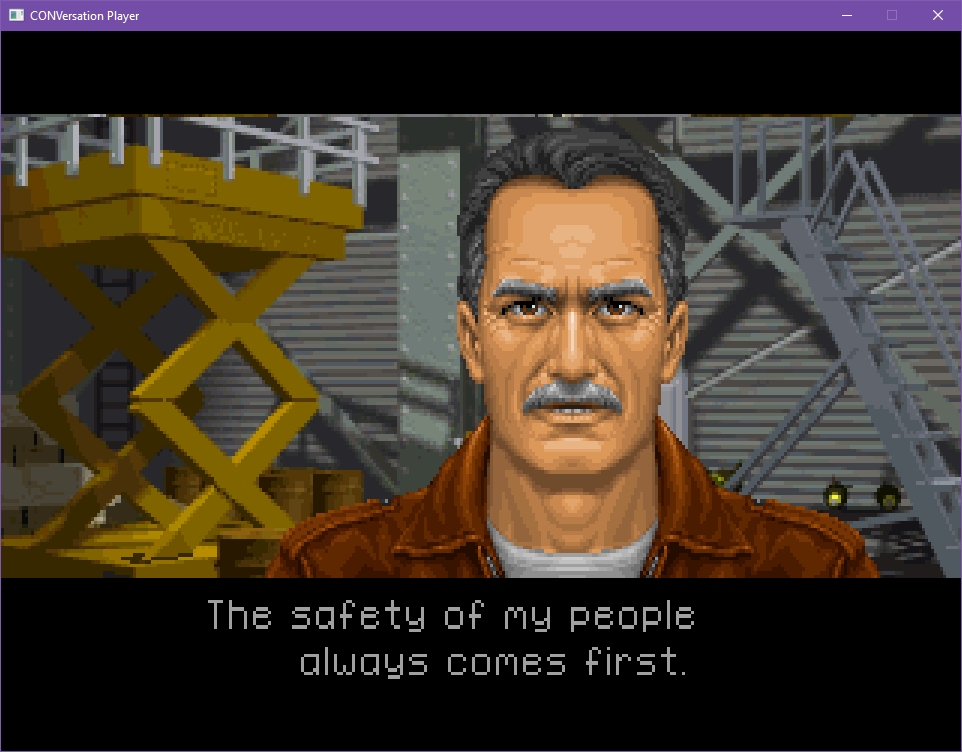 CONVersation Player
The safety of my people
always comes first.